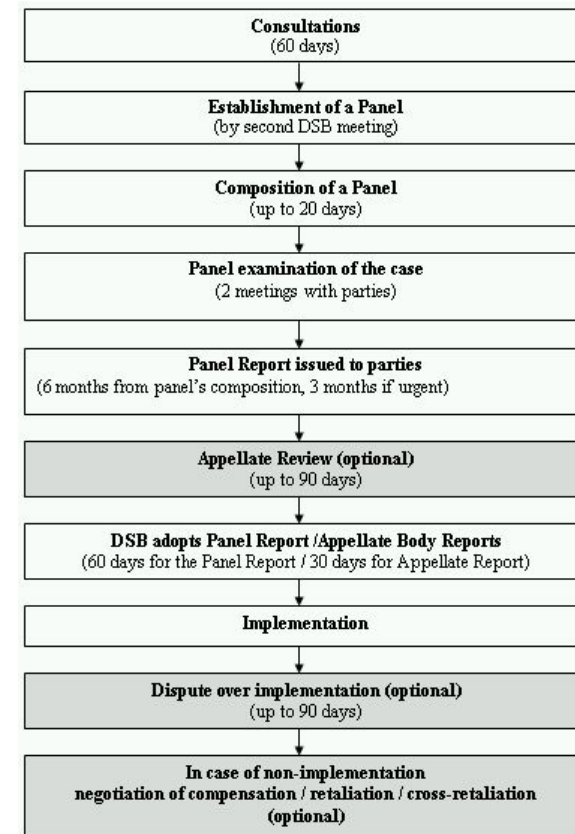 Consultations
(60 days)
Establishment of a Panel
(by second DSB meeting)
Composition of a Panel
(up to 20 days)
Panel examination of the case
(2 meetings with parties)
Panel Report issued to parties
(6 months from panel's composition, 3 months if urgent)
Appellate Review (optional)
(up to 90 days)
DSB adopts Panel Report /Appellate Body Reports
(60 days for the Panel Report / 30 days for Appellate Report)
Implementation
Dispute over implementation (optional)
(up to 90 days)
In case of non-implementation
negotiation of compensation / retaliation / cross-retaliation
(optional)